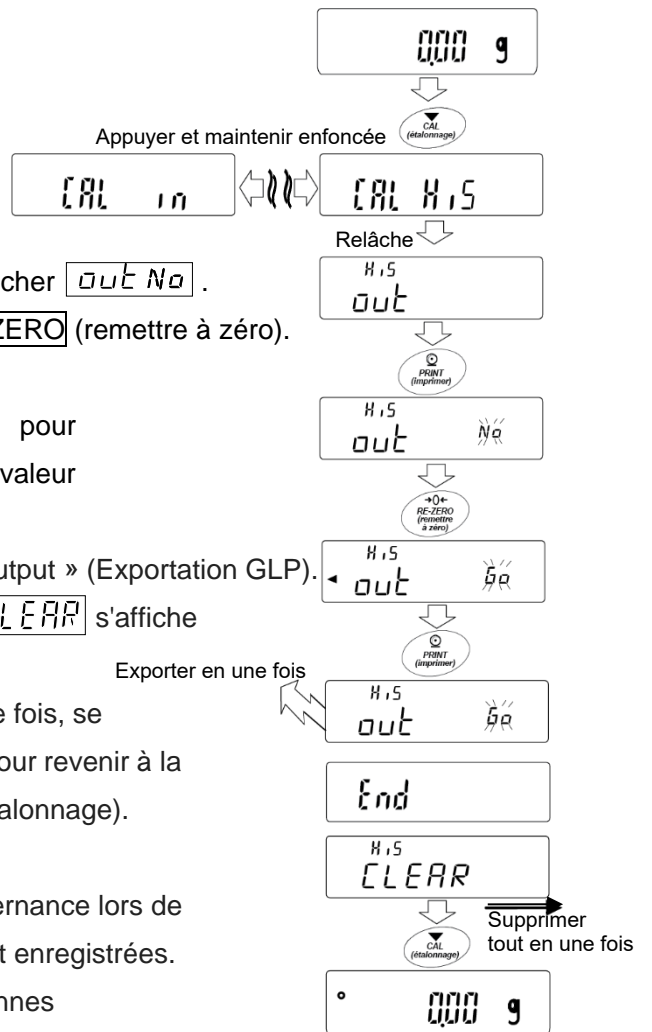 0.00 g
CAL
(étalonnage)
Appuyer et maintenir enfoncée
CAL in
CAL HiS
Relâche
cher out No .
ZERO (remettre à zéro).
HiS
out
PRINT
(imprimer)
pour
valeur
HiS
out No
→0←
RE-ZERO
(remettre
à zéro)
utput » (Exportation GLP).
HiS
out Go
LEAR s'affiche
PRINT
(imprimer)
Exporter en une fois
e fois, se
our revenir à la
alonnage).
HiS
out Go
End
HiS
CLEAR
ernance lors de
t enregistrées.
nnes
Supprimer
tout en une fois
CAL
(étalonnage)
0.00 g